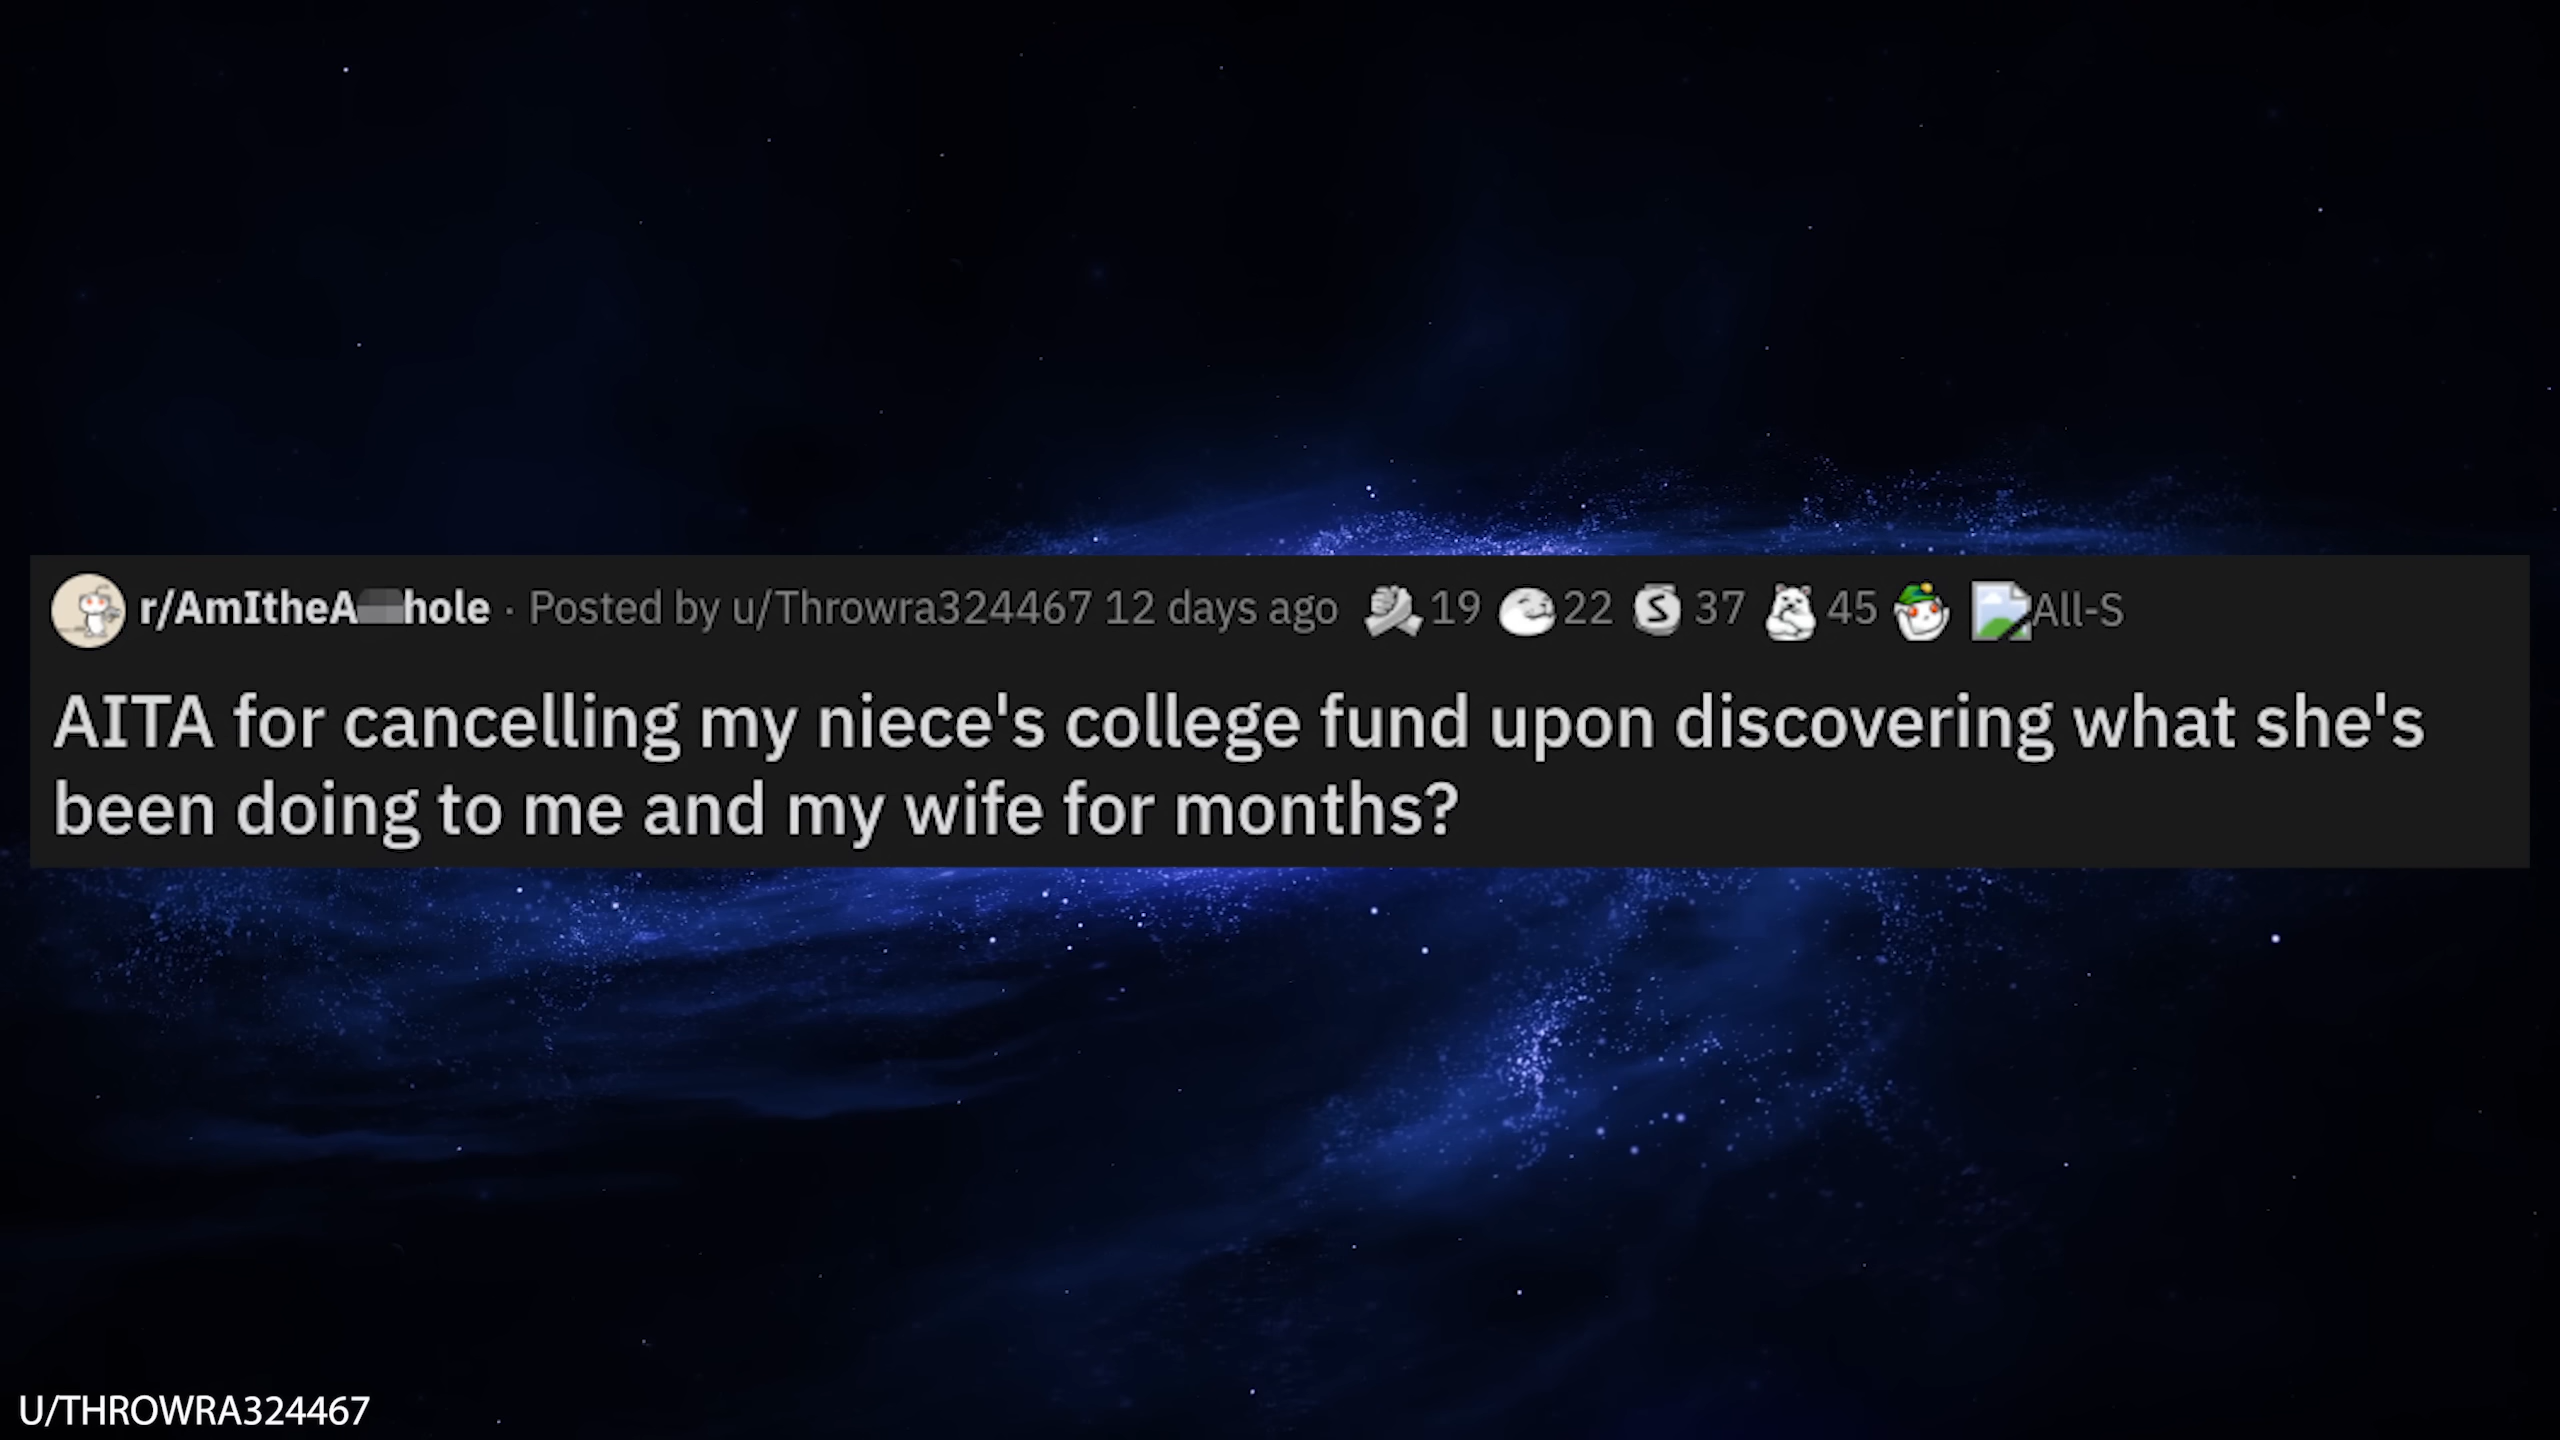 r/AmItheA hole · Posted by u/Throwra324467 12 days ago 19 22 S 37 45 All-S
AITA for cancelling my niece's college fund upon discovering what she's
been doing to me and my wife for months?
U/THROWRA324467